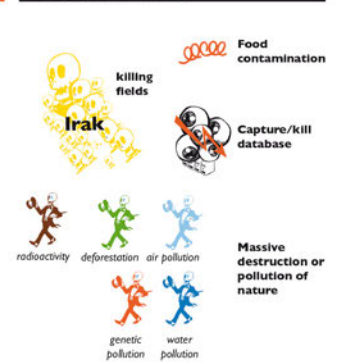 Food
contamination
killing
fields
Irak
Capture/kill
database
radioactivity
deforestation
air pollution
Massive
destruction or
pollution of
nature
genetic
pollution
water
pollution